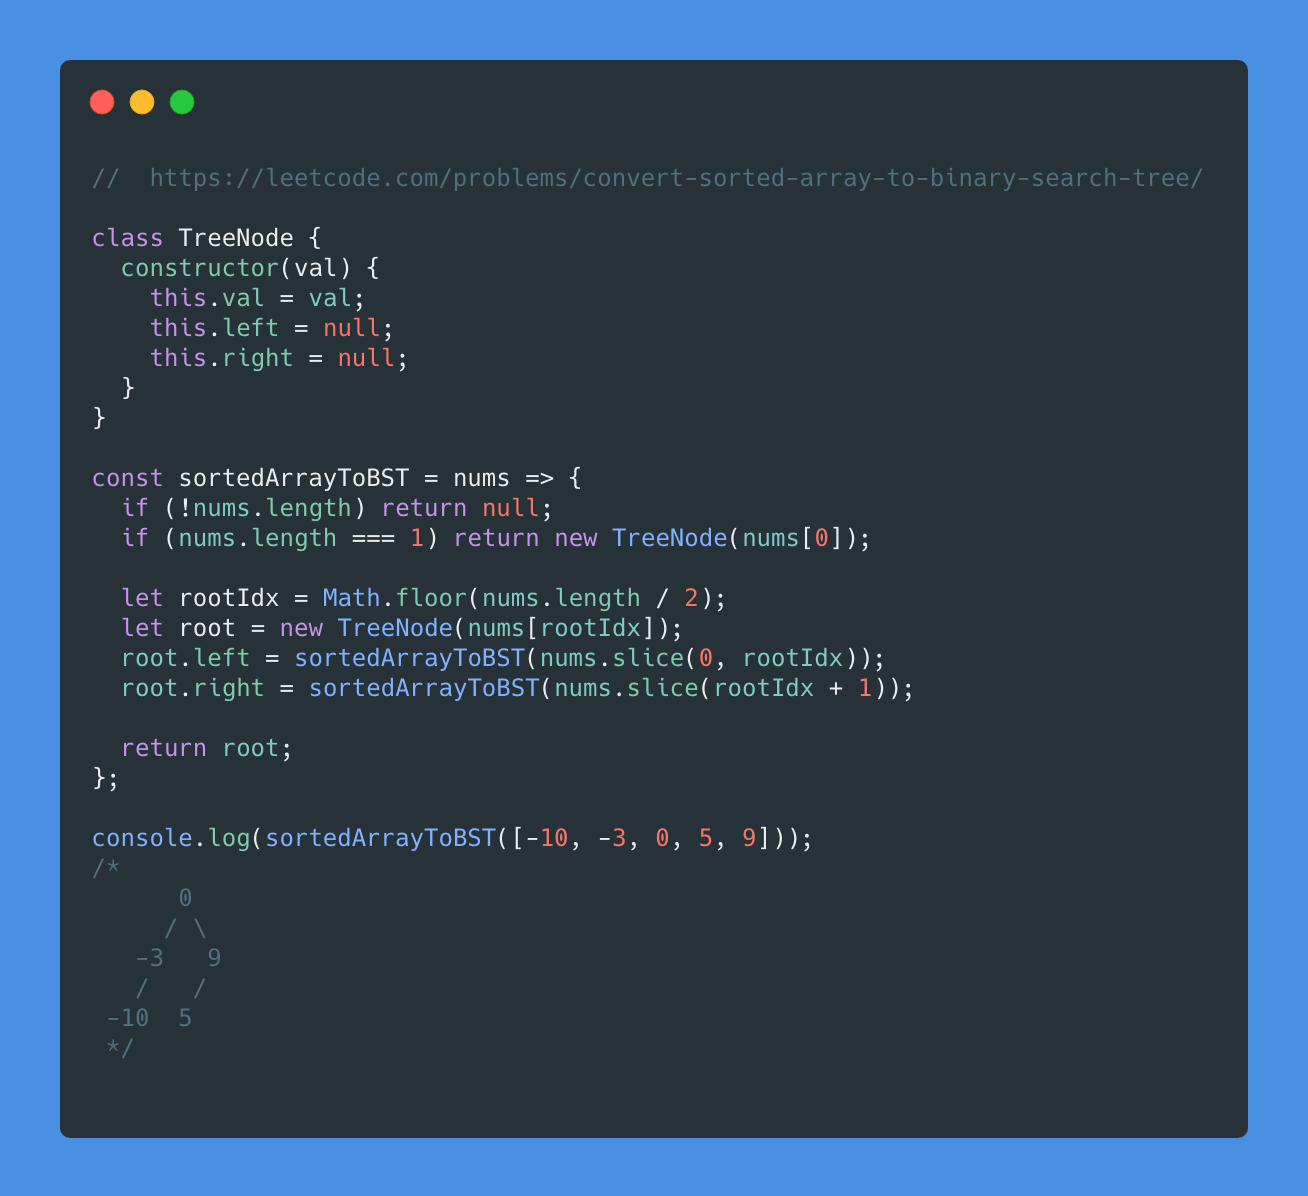 //  https://leetcode.com/problems/convert-sorted-array-to-binary-search-tree/

class TreeNode {
  constructor(val) {
    this.val = val;
    this.left = null;
    this.right = null;
  }
}

const sortedArrayToBST = nums => {
  if (!nums.length) return null;
  if (nums.length === 1) return new TreeNode(nums[0]);

  let rootIdx = Math.floor(nums.length / 2);
  let root = new TreeNode(nums[rootIdx]);
  root.left = sortedArrayToBST(nums.slice(0, rootIdx));
  root.right = sortedArrayToBST(nums.slice(rootIdx + 1));

  return root;
};

console.log(sortedArrayToBST([-10, -3, 0, 5, 9]));
/*
      0
     / \
   -3   9
   /   /
 -10  5
 */